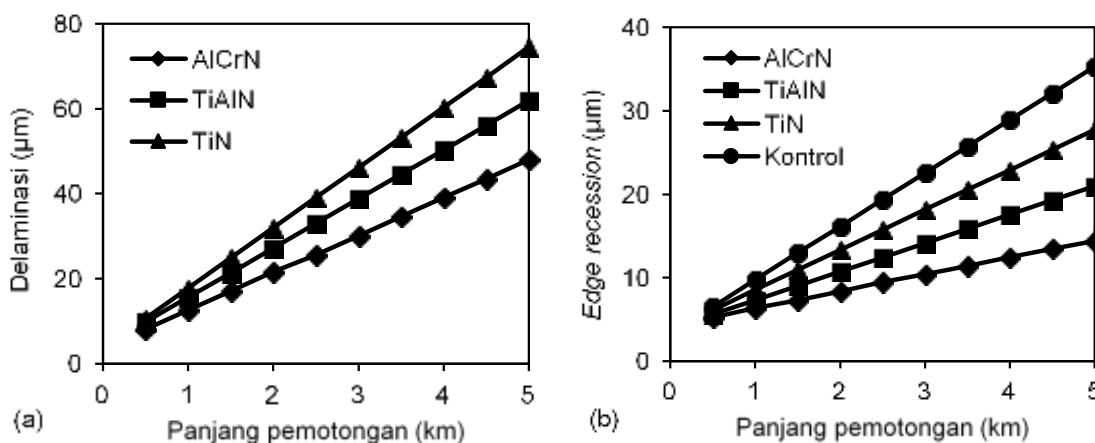 80
60
40
20
0
Delaminasi (µm)
AlCrN
TiAlN
TiN
0 1 2 3 4 5
(a) Panjang pemotongan (km)
40
30
20
10
0
Edge recession (µm)
AlCrN
TiAlN
TiN
Kontrol
0 1 2 3 4 5
(b) Panjang pemotongan (km)